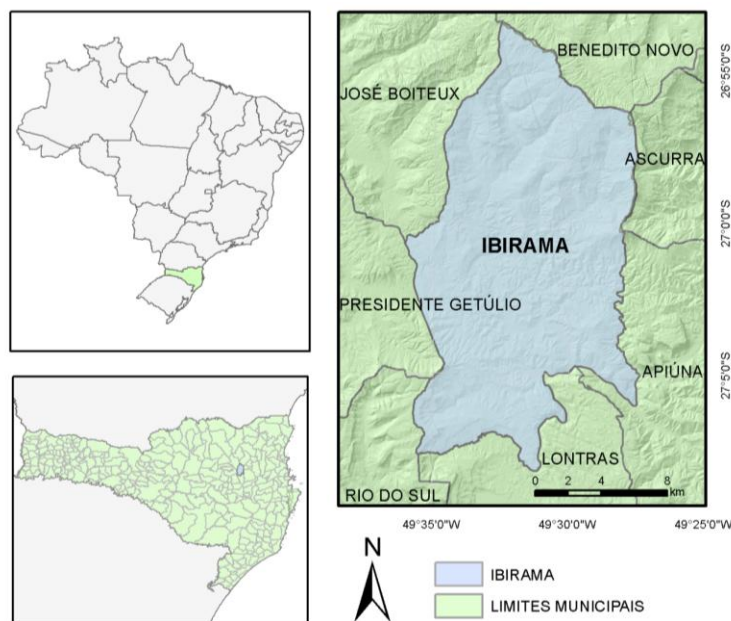 BENEDITO NOVO
JOSÉ BOITEUX
ASCURRA
IBIRAMA
PRESIDENTE GETÚLIO
APIÚNA
LONTRAS
RIO DO SUL
0 2 4 8
km
26°55'0"S
27°0'0"S
27°5'0"S
49°35'0"W
49°30'0"W
49°25'0"W
N
IBIRAMA
LIMITES MUNICIPAIS